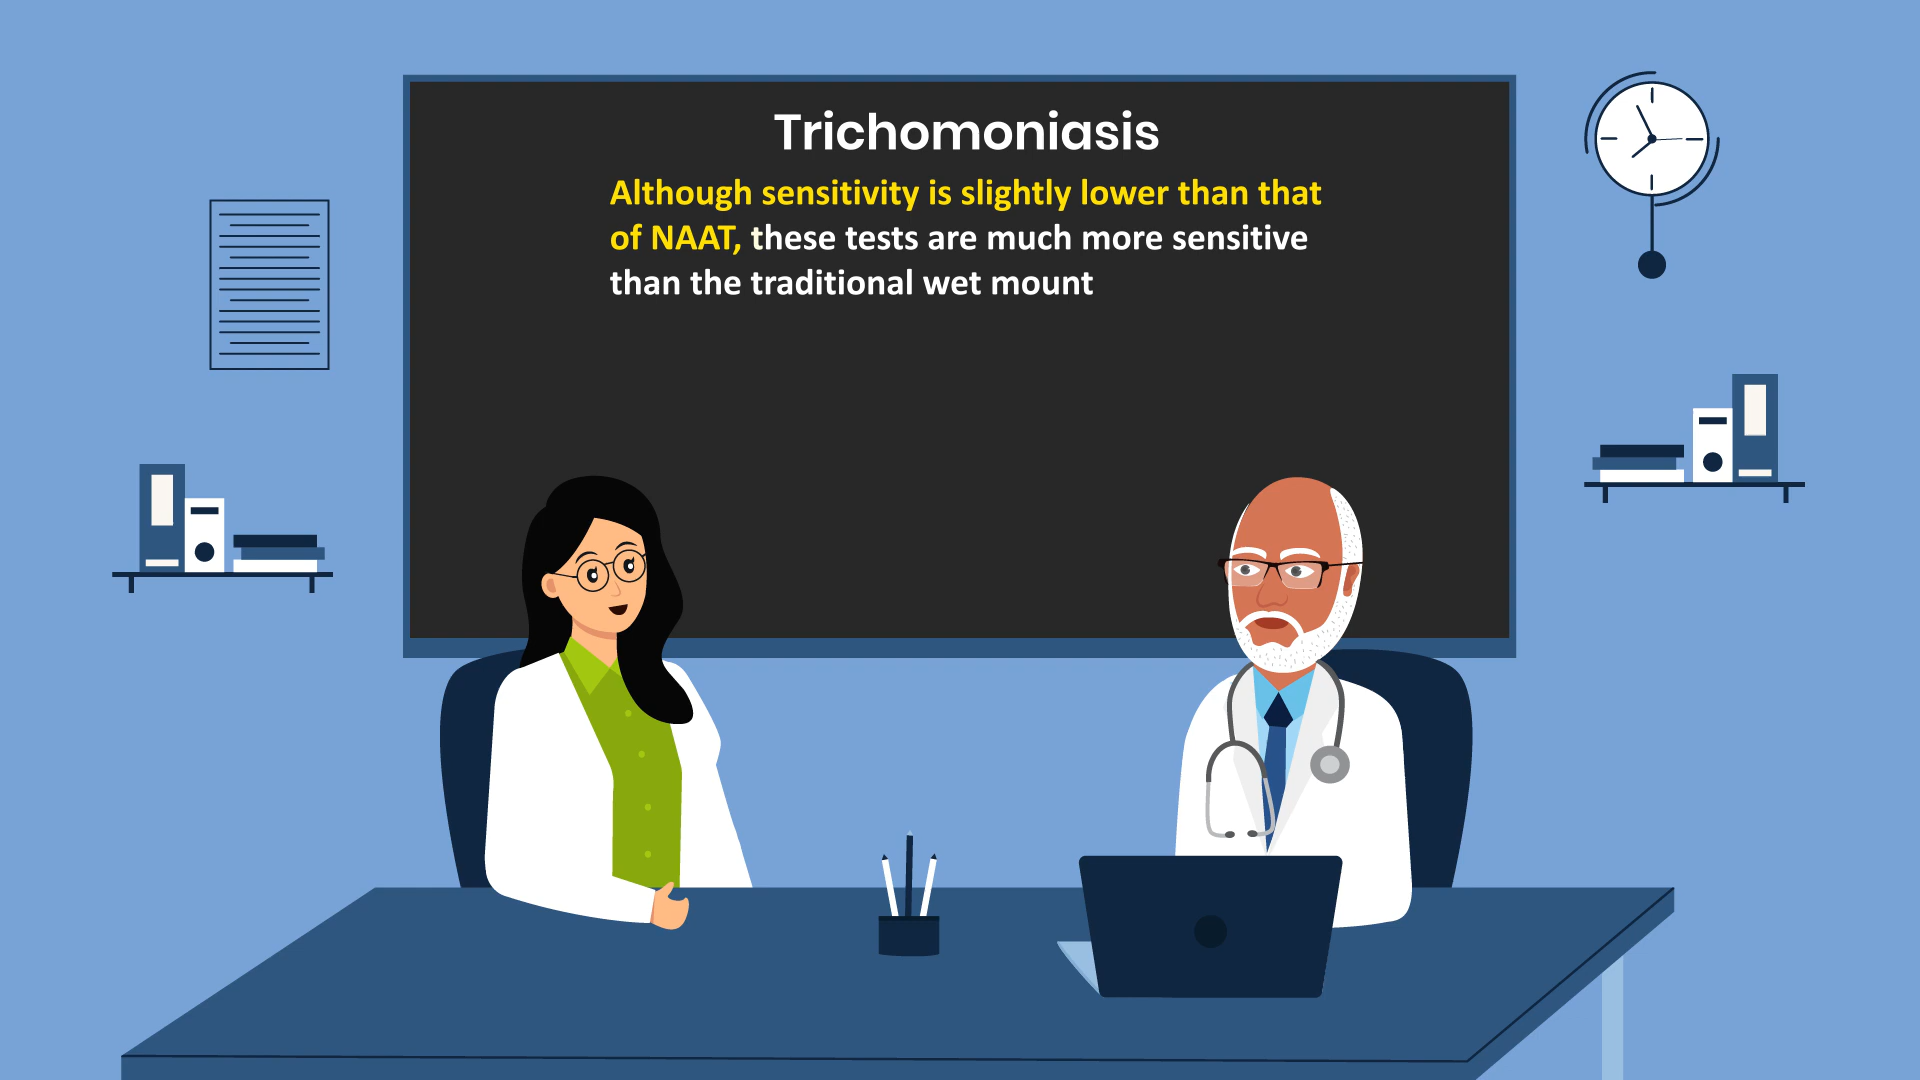 Trichomoniasis
Although sensitivity is slightly lower than that
of NAAT, these tests are much more sensitive
than the traditional wet mount